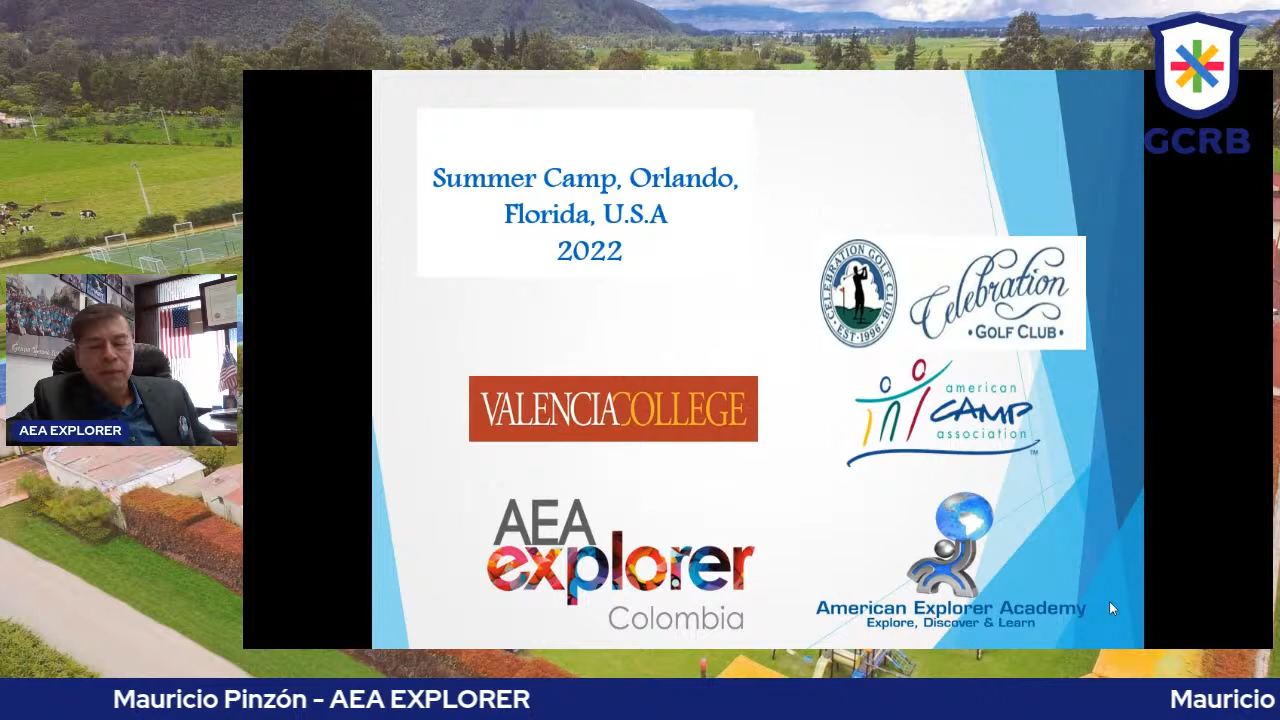 GCRB
Summer Camp, Orlando,
Florida, U.S.A
2022
CELEBRATION GOLF CLUB
• EST • 1996 •
Celebration
• GOLF CLUB •
VALENCIACOLLEGE
american
CAMP
association
TM
AEA
explorer
Colombia
American Explorer Academy
Explore, Discover & Learn
AEA EXPLORER
Mauricio Pinzón - AEA EXPLORER
Mauricio